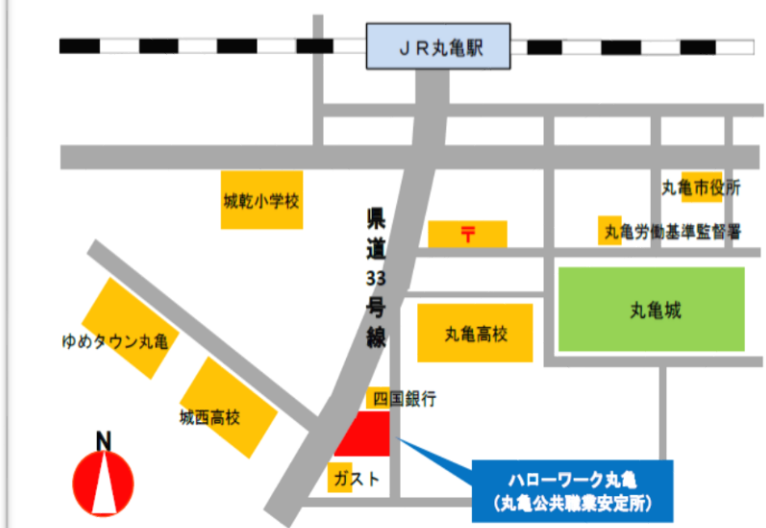 JR丸亀駅
丸亀市役所
城乾小学校
県道33号線
〒
丸亀労働基準監督署
丸亀城
丸亀高校
ゆめタウン丸亀
四国銀行
城西高校
N
ガスト
ハローワーク丸亀
(丸亀公共職業安定所)